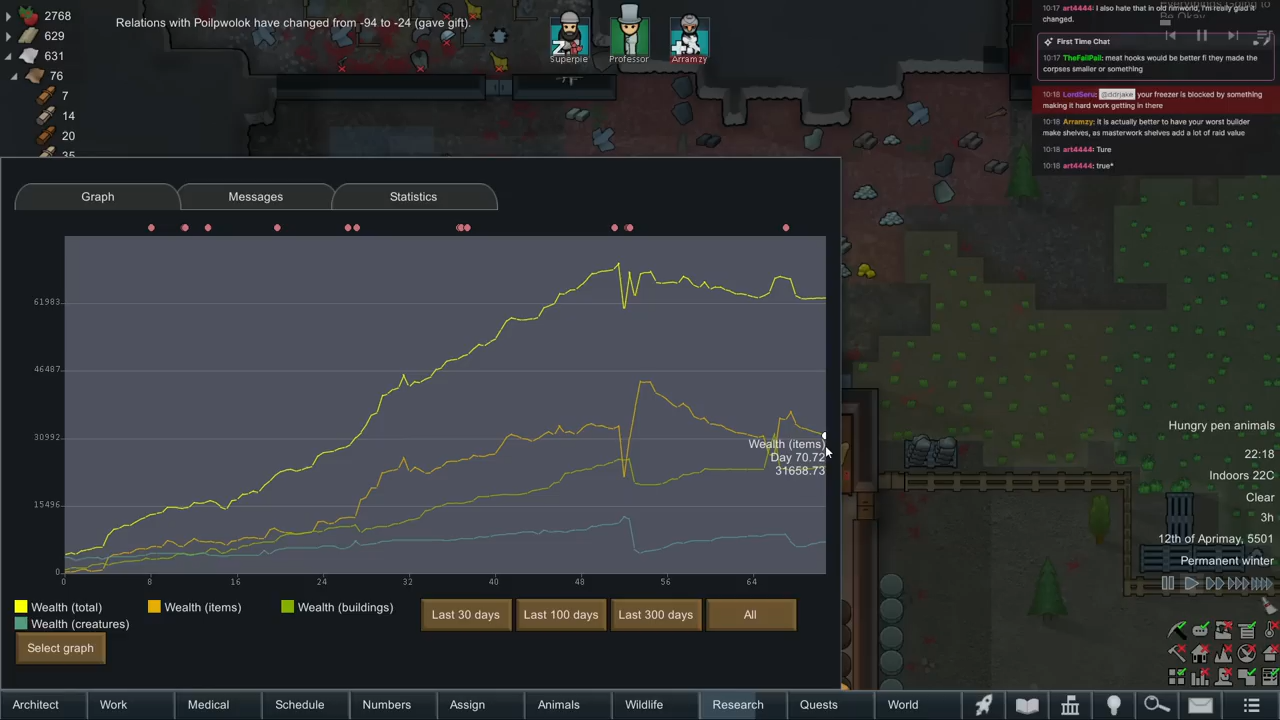 2768
629
631
76
7
14
20
35
Relations with Poilpwolok have changed from -94 to -24 (gave gift).
Superpie
Professor
Arramzy
10:17 art4444: I also hate that in old rimworld, I'm really glad it
changed.
First Time Chat
10:17 TheFailPail: meat hooks would be better fi they made the
corpses smaller or something
10:18 LordSeru: @ddrjake your freezer is blocked by something
making it hard work getting in there
10:18 Arramzy: it is actually better to have your worst builder
make shelves, as masterwork shelves add a lot of raid value
10:18 art4444: Ture
10:18 art4444: true*
Graph
Messages
Statistics
61983
46487
30992
15496
0
0
8
16
24
32
40
48
56
64
Wealth (items)
Day 70.72
31658.73
Wealth (total)
Wealth (items)
Wealth (buildings)
Wealth (creatures)
Last 30 days
Last 100 days
Last 300 days
All
Select graph
Hungry pen animals
22:18
Indoors 22C
Clear
3h
12th of Aprimay, 5501
Permanent winter
Architect
Work
Medical
Schedule
Numbers
Assign
Animals
Wildlife
Research
Quests
World